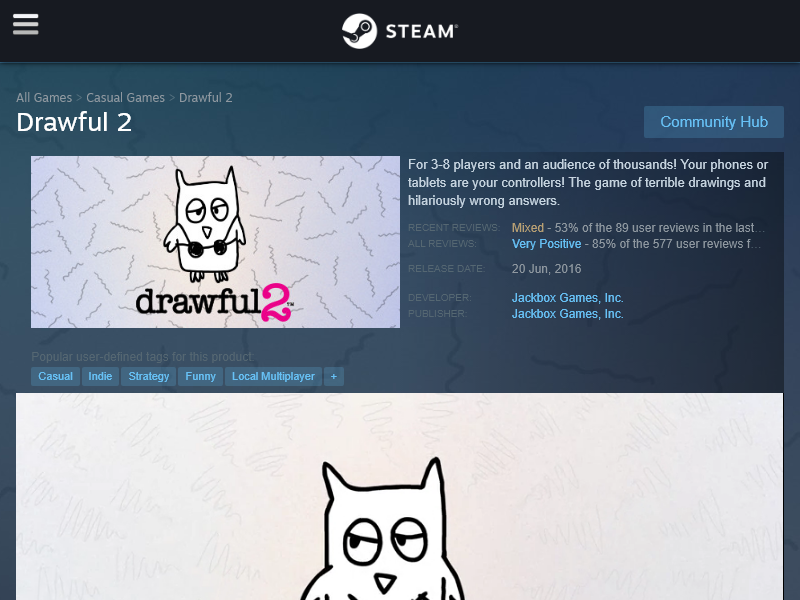 STEAM
All Games > Casual Games > Drawful 2
Drawful 2
Community Hub
drawful 2
For 3-8 players and an audience of thousands! Your phones or
tablets are your controllers! The game of terrible drawings and
hilariously wrong answers.
RECENT REVIEWS: Mixed - 53% of the 89 user reviews in the last...
ALL REVIEWS: Very Positive - 85% of the 577 user reviews f...
RELEASE DATE: 20 Jun, 2016
DEVELOPER: Jackbox Games, Inc.
PUBLISHER: Jackbox Games, Inc.
Popular user-defined tags for this product:
Casual Indie Strategy Funny Local Multiplayer +